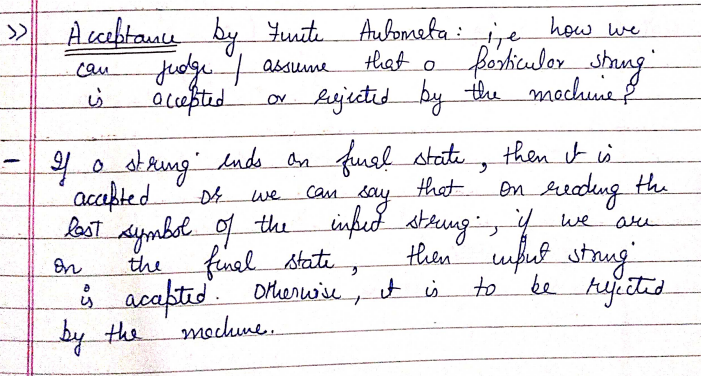 >> Acceptance by Finite Automata: i,e how we
can judge / assume that a particular string
is accepted or rejected by the machine?
- If a string ends on final state, then it is
accepted or we can say that on reading the
last symbol of the input string, if we are
on the final state, then input string
is accapted. Otherwise, it is to be rejected
by the machine.